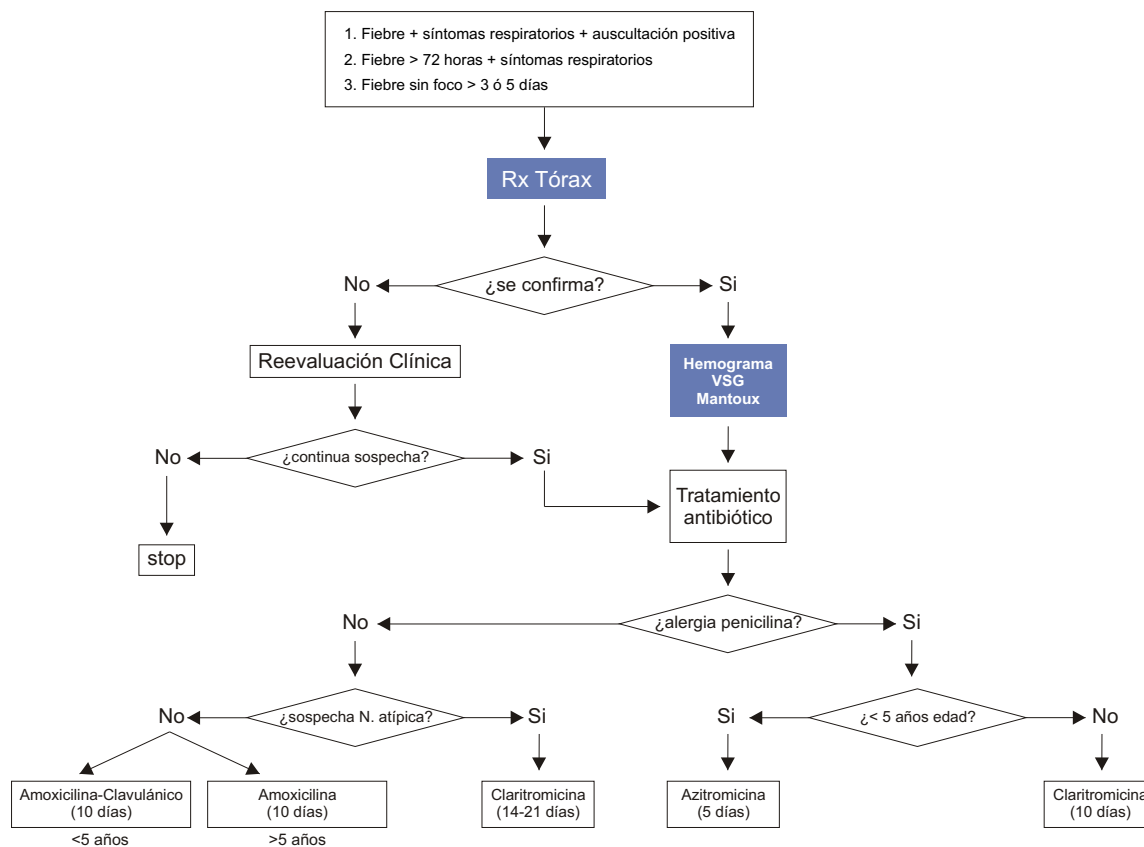 1. Fiebre + síntomas respiratorios + auscultación positiva
2. Fiebre > 72 horas + síntomas respiratorios
3. Fiebre sin foco > 3 ó 5 días
Rx Tórax
¿se confirma?
No
Si
Reevaluación Clínica
Hemograma
VSG
Mantoux
¿continua sospecha?
No
Si
Tratamiento
antibiótico
stop
¿alergia penicilina?
No
Si
¿sospecha N. atípica?
No
Si
¿< 5 años edad?
Si
No
Amoxicilina-Clavulánico
(10 días)
<5 años
Amoxicilina
(10 días)
>5 años
Claritromicina
(14-21 días)
Azitromicina
(5 días)
Claritromicina
(10 días)